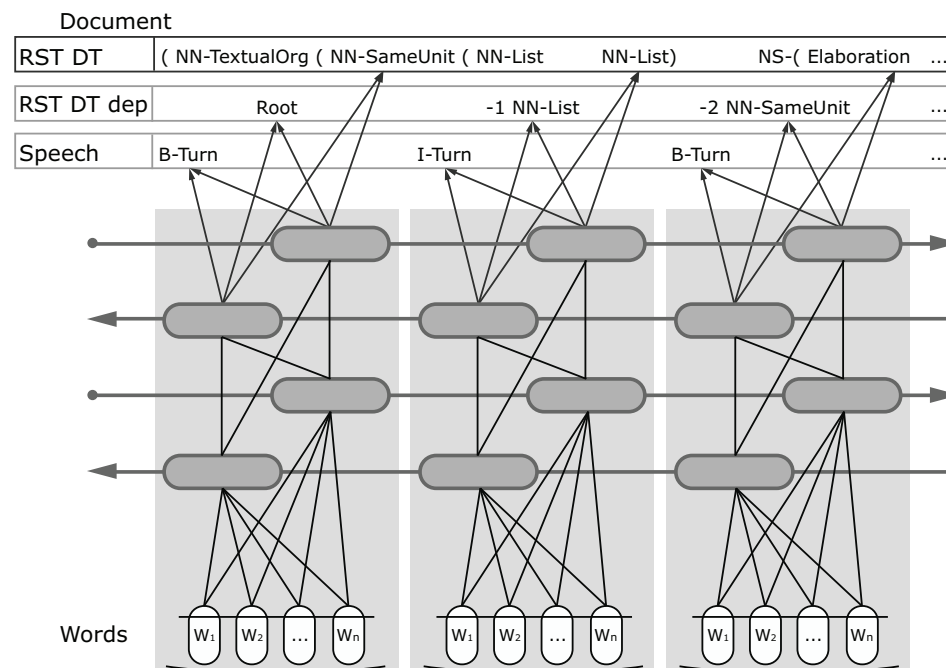 Document
RST DT ( NN-TextualOrg ( NN-SameUnit ( NN-List NN-List) NS-( Elaboration ...
RST DT dep Root -1 NN-List -2 NN-SameUnit ...
Speech B-Turn I-Turn B-Turn ...
Words W₁ W₂ ... Wₙ W₁ W₂ ... Wₙ W₁ W₂ ... Wₙ